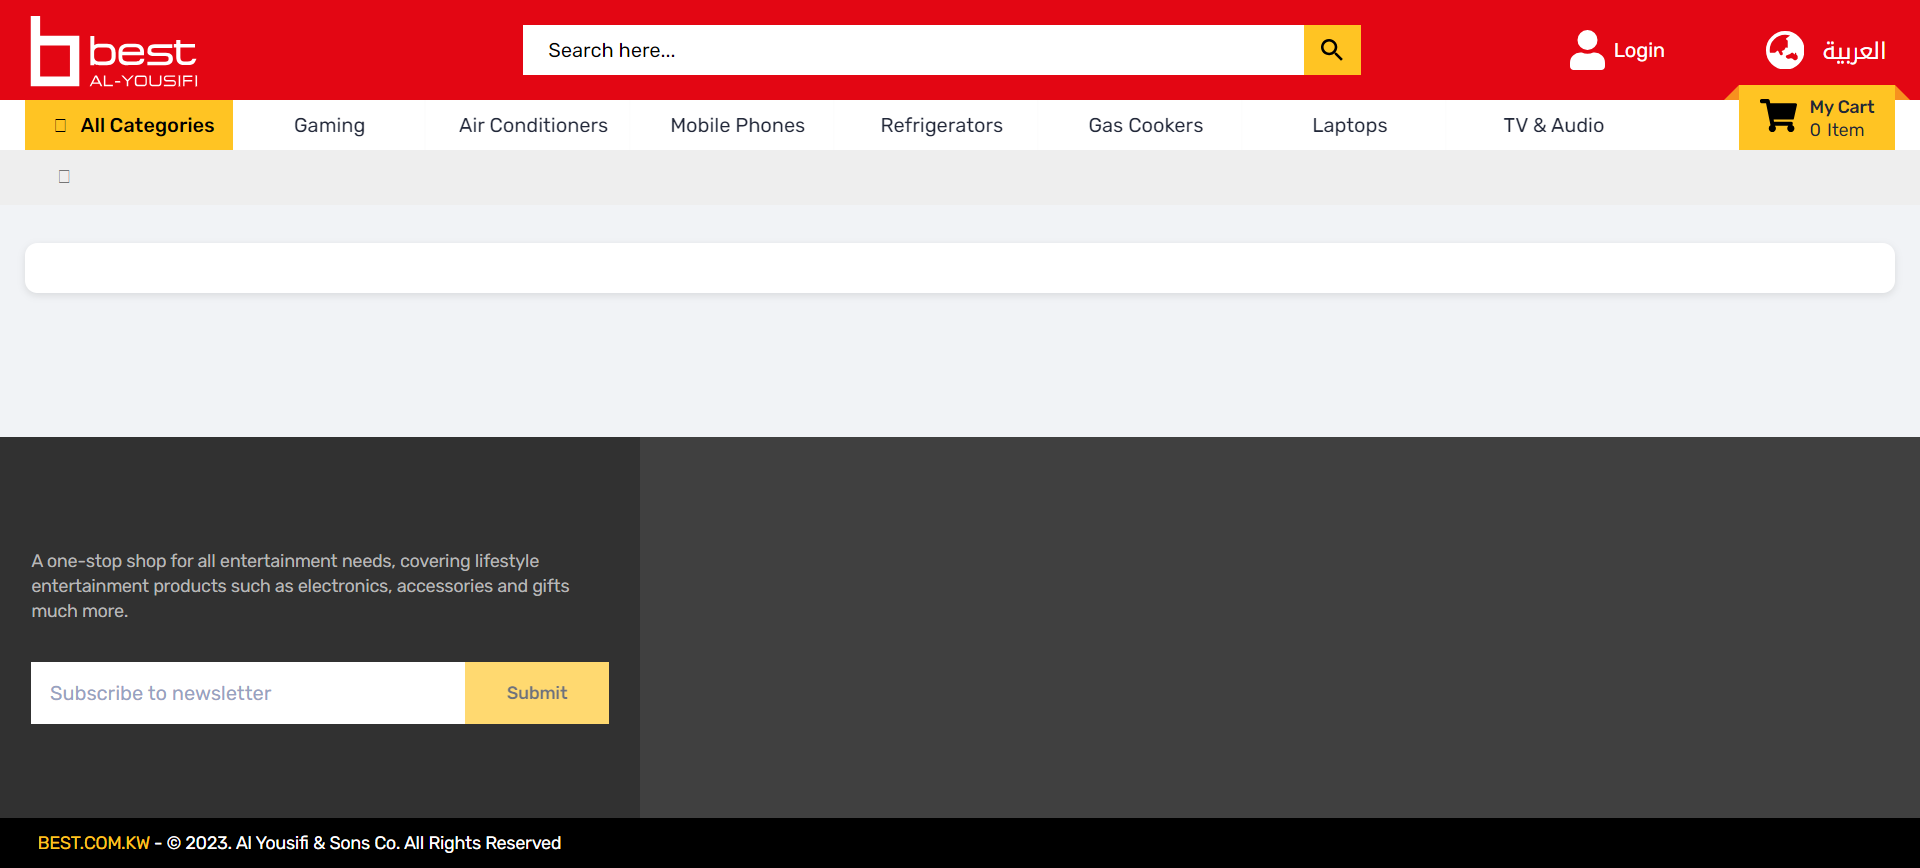 best
AL-YOUSIFI
Search here...
Login
العربية
My Cart
0 Item
All Categories
Gaming
Air Conditioners
Mobile Phones
Refrigerators
Gas Cookers
Laptops
TV & Audio
A one-stop shop for all entertainment needs, covering lifestyle
entertainment products such as electronics, accessories and gifts
much more.
Subscribe to newsletter
Submit
BEST.COM.KW - © 2023. Al Yousifi & Sons Co. All Rights Reserved